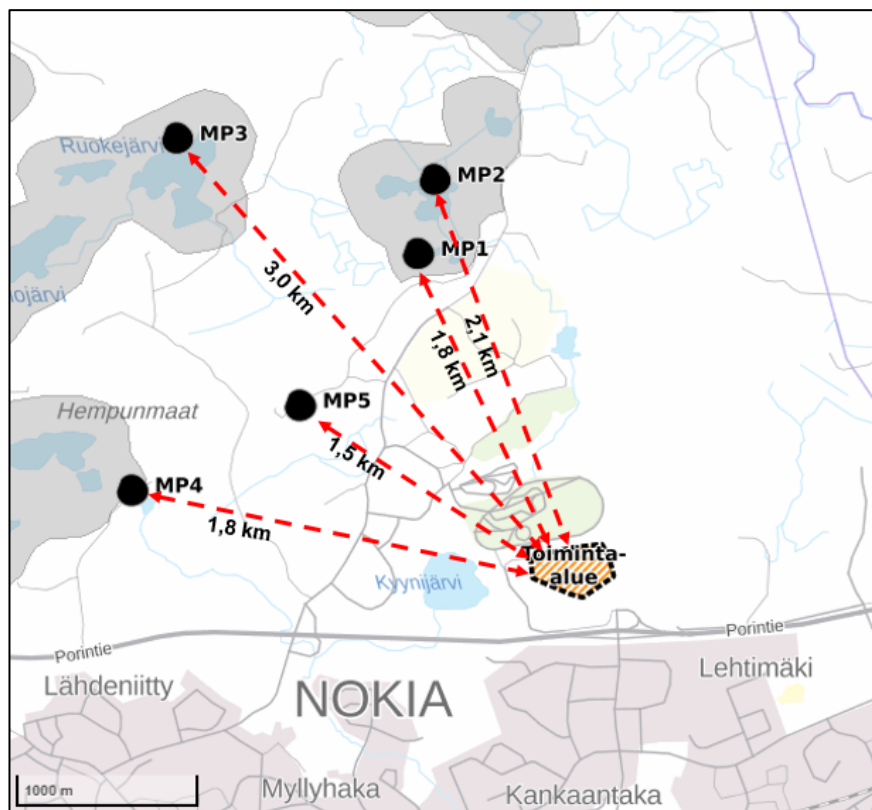 MP3
Ruokejärvi
MP2
MP1
3,0 km
ojärvi
2,1 km
1,8 km
MP5
Hempunmaat
1,5 km
MP4
1,8 km
Toiminta-
alue
Kyynijärvi
Porintie
Porintie
Lähdeniitty
NOKIA
Lehtimäki
1000 m
Myllyhaka
Kankaantaka